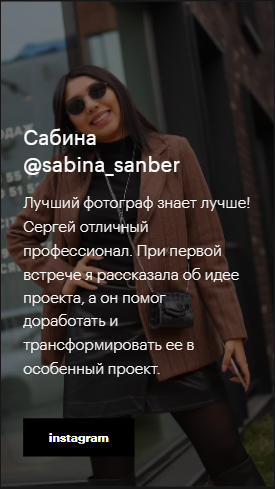 Сабина
@sabina_sanber
Лучший фотограф знает лучше!
Сергей отличный
профессионал. При первой
встрече я рассказала об идее
проекта, а он помог
доработать и
трансформировать ее в
особенный проект.
instagram